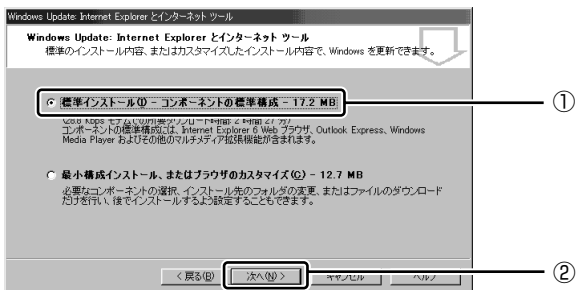 Windows Update: Internet Explorer とインターネット ツール
Windows Update: Internet Explorer とインターネット ツール
標準のインストール内容、またはカスタマイズしたインストール内容で、Windows を更新できます。
標準インストール(I) - コンポーネントの標準構成 - 17.2 MB
①
(28.8 Kbps モデムでの所要ダウンロード時間: 2 時間 27 分)
コンポーネントの標準構成には、Internet Explorer 6 Web ブラウザ、Outlook Express、Windows
Media Player およびその他のマルチメディア拡張機能が含まれます。
最小構成インストール、またはブラウザのカスタマイズ(C) - 12.7 MB
必要なコンポーネントの選択、インストール先のフォルダの変更、またはファイルのダウンロード
だけを行い、後でインストールするよう設定することもできます。
< 戻る(B) 次へ(N) > キャンセル ヘルプ
②